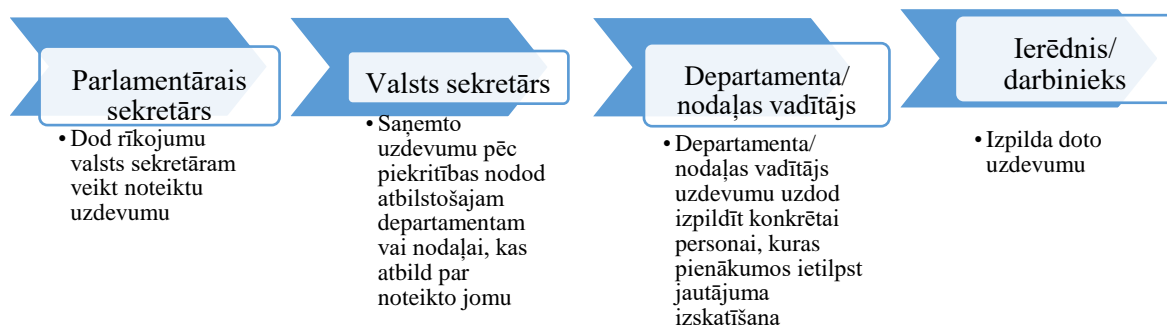 Parlamentārais
sekretārs
• Dod rīkojumu
valsts sekretāram
veikt noteiktu
uzdevumu
Valsts sekretārs
• Saņemto
uzdevumu pēc
piekritības nodod
atbilstošajam
departamentam
vai nodaļai, kas
atbild par
noteikto jomu
Departamenta/
nodaļas vadītājs
• Departamenta/
nodaļas vadītājs
uzdevumu uzdod
izpildīt konkrētai
personai, kuras
pienākumos ietilpst
jautājuma
izskatīšana
Ierēdnis/
darbinieks
• Izpilda doto
uzdevumu